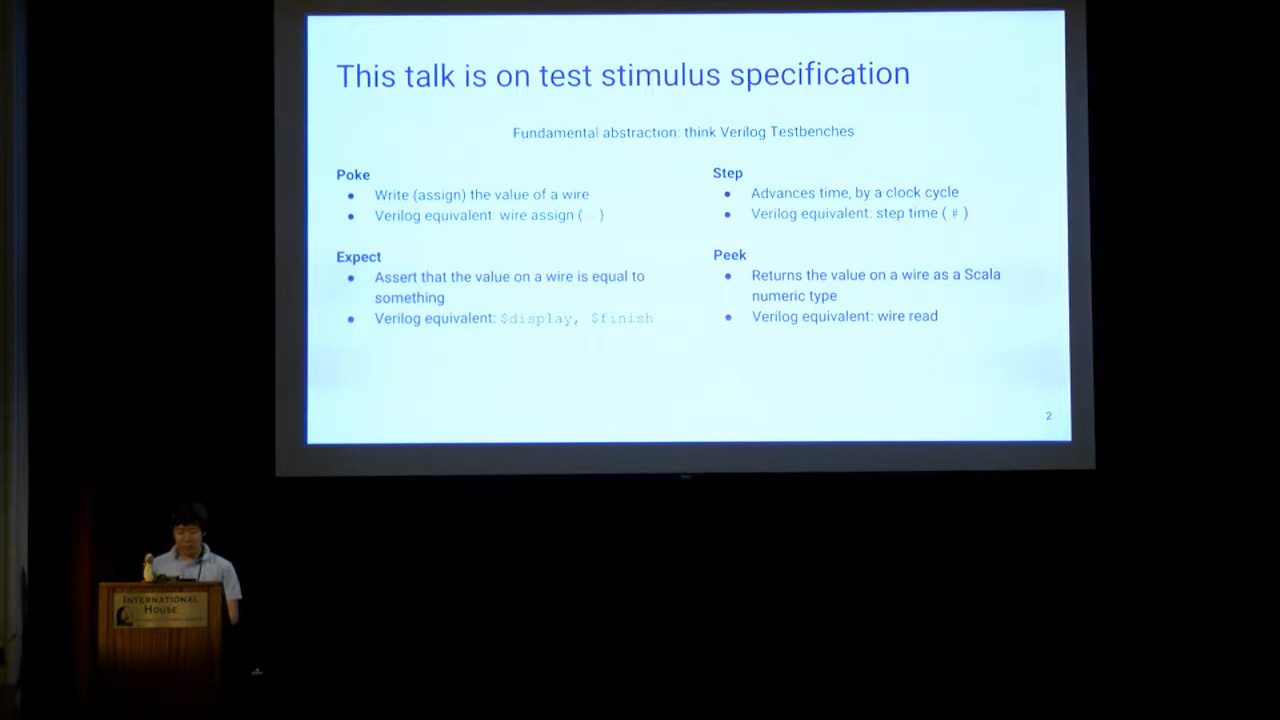 This talk is on test stimulus specification
Fundamental abstraction: think Verilog Testbenches
Poke
● Write (assign) the value of a wire
● Verilog equivalent: wire assign ( )
Expect
● Assert that the value on a wire is equal to
something
● Verilog equivalent: $display, $finish
Step
● Advances time, by a clock cycle
● Verilog equivalent: step time ( # )
Peek
● Returns the value on a wire as a Scala
numeric type
● Verilog equivalent: wire read
2
INTERNATIONAL
HOUSE